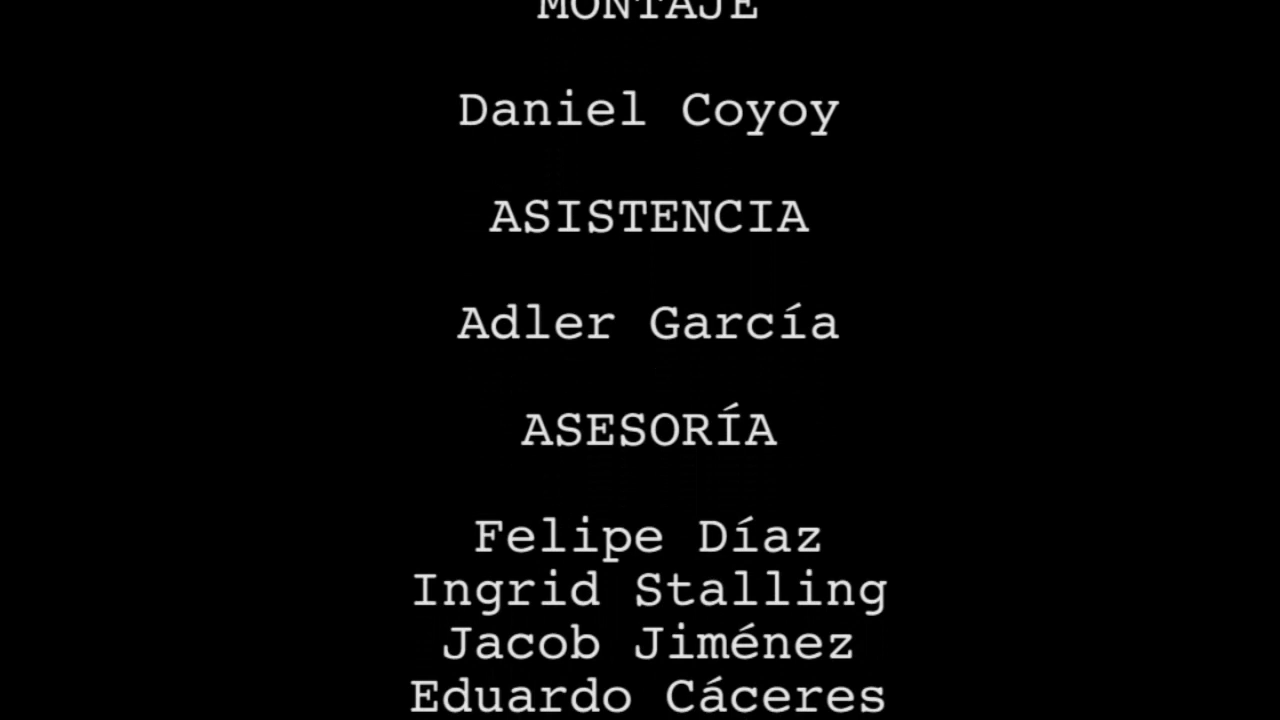 MONTAJE
Daniel Coyoy
ASISTENCIA
Adler García
ASESORÍA
Felipe Díaz
Ingrid Stalling
Jacob Jiménez
Eduardo Cáceres